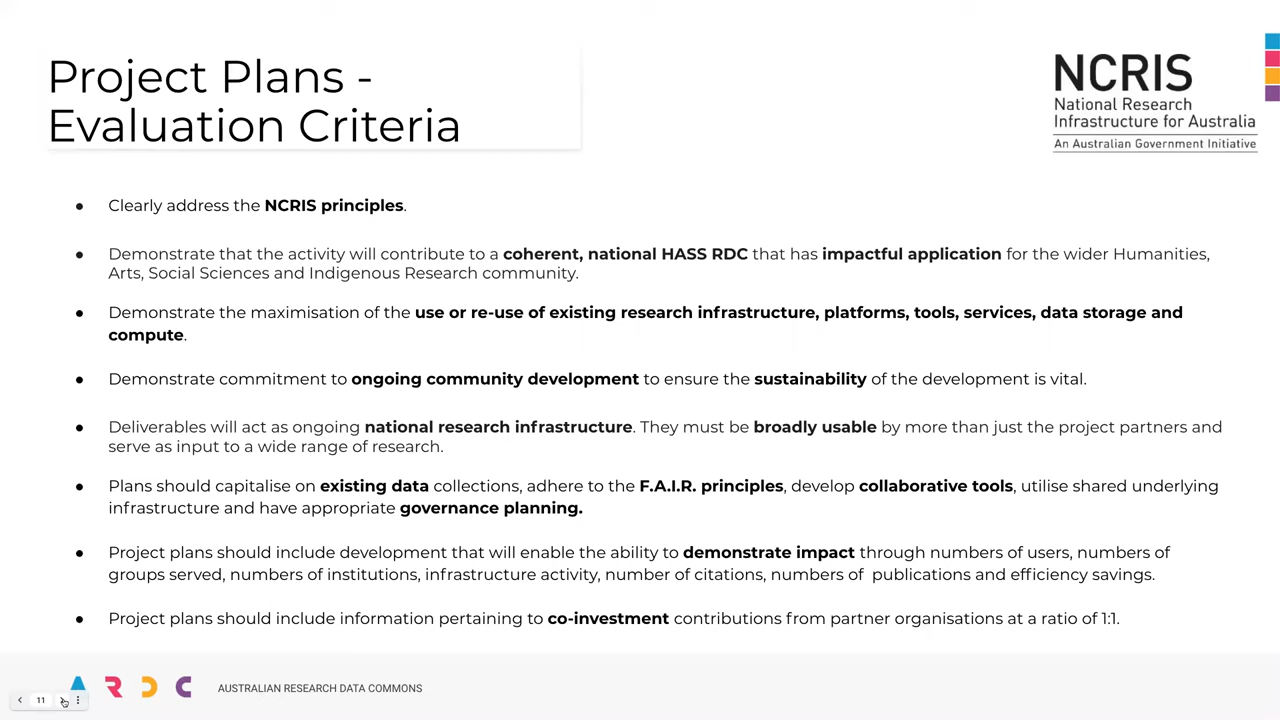 Project Plans -
Evaluation Criteria
NCRIS
National Research
Infrastructure for Australia
An Australian Government Initiative
● Clearly address the NCRIS principles.
● Demonstrate that the activity will contribute to a coherent, national HASS RDC that has impactful application for the wider Humanities,
Arts, Social Sciences and Indigenous Research community.
● Demonstrate the maximisation of the use or re-use of existing research infrastructure, platforms, tools, services, data storage and
compute.
● Demonstrate commitment to ongoing community development to ensure the sustainability of the development is vital.
● Deliverables will act as ongoing national research infrastructure. They must be broadly usable by more than just the project partners and
serve as input to a wide range of research.
● Plans should capitalise on existing data collections, adhere to the F.A.I.R. principles, develop collaborative tools, utilise shared underlying
infrastructure and have appropriate governance planning.
● Project plans should include development that will enable the ability to demonstrate impact through numbers of users, numbers of
groups served, numbers of institutions, infrastructure activity, number of citations, numbers of  publications and efficiency savings.
● Project plans should include information pertaining to co-investment contributions from partner organisations at a ratio of 1:1.
ARDC AUSTRALIAN RESEARCH DATA COMMONS
11